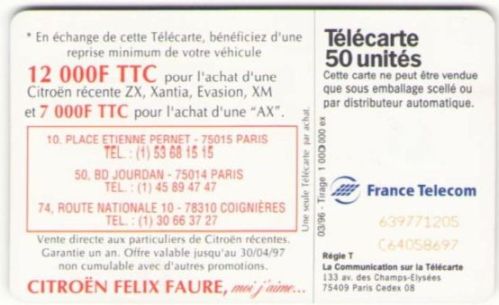 * En échange de cette Télécarte, bénéficiez d'une
reprise minimum de votre véhicule
12 000F TTC pour l'achat d'une
Citroën récente ZX, Xantia, Evasion, XM
et 7 000F TTC pour l'achat d'une "AX".
10, PLACE ETIENNE PERNET - 75015 PARIS
TEL. : (1) 53 68 15 15
50, BD JOURDAN - 75014 PARIS
TEL. : (1) 45 89 47 47
74, ROUTE NATIONALE 10 - 78310 COIGNIÈRES
TEL. : (1) 30 66 37 27
Vente directe aux particuliers de Citroën récentes.
Garantie un an. Offre valable jusqu'au 30/04/97
non cumulable avec d'autres promotions.
CITROËN FELIX FAURE, moi j'aime...
Une seule Télécarte par achat.
03/96 - Tirage 1 000 ex
Télécarte
50 unités
Cette carte ne peut être vendue
que sous emballage scellé ou
par distributeur automatique.
France Telecom
639771205
C64058697
Régie T
La Communication sur la Télécarte
133 av. des Champs-Elysées
75409 Paris Cedex 08